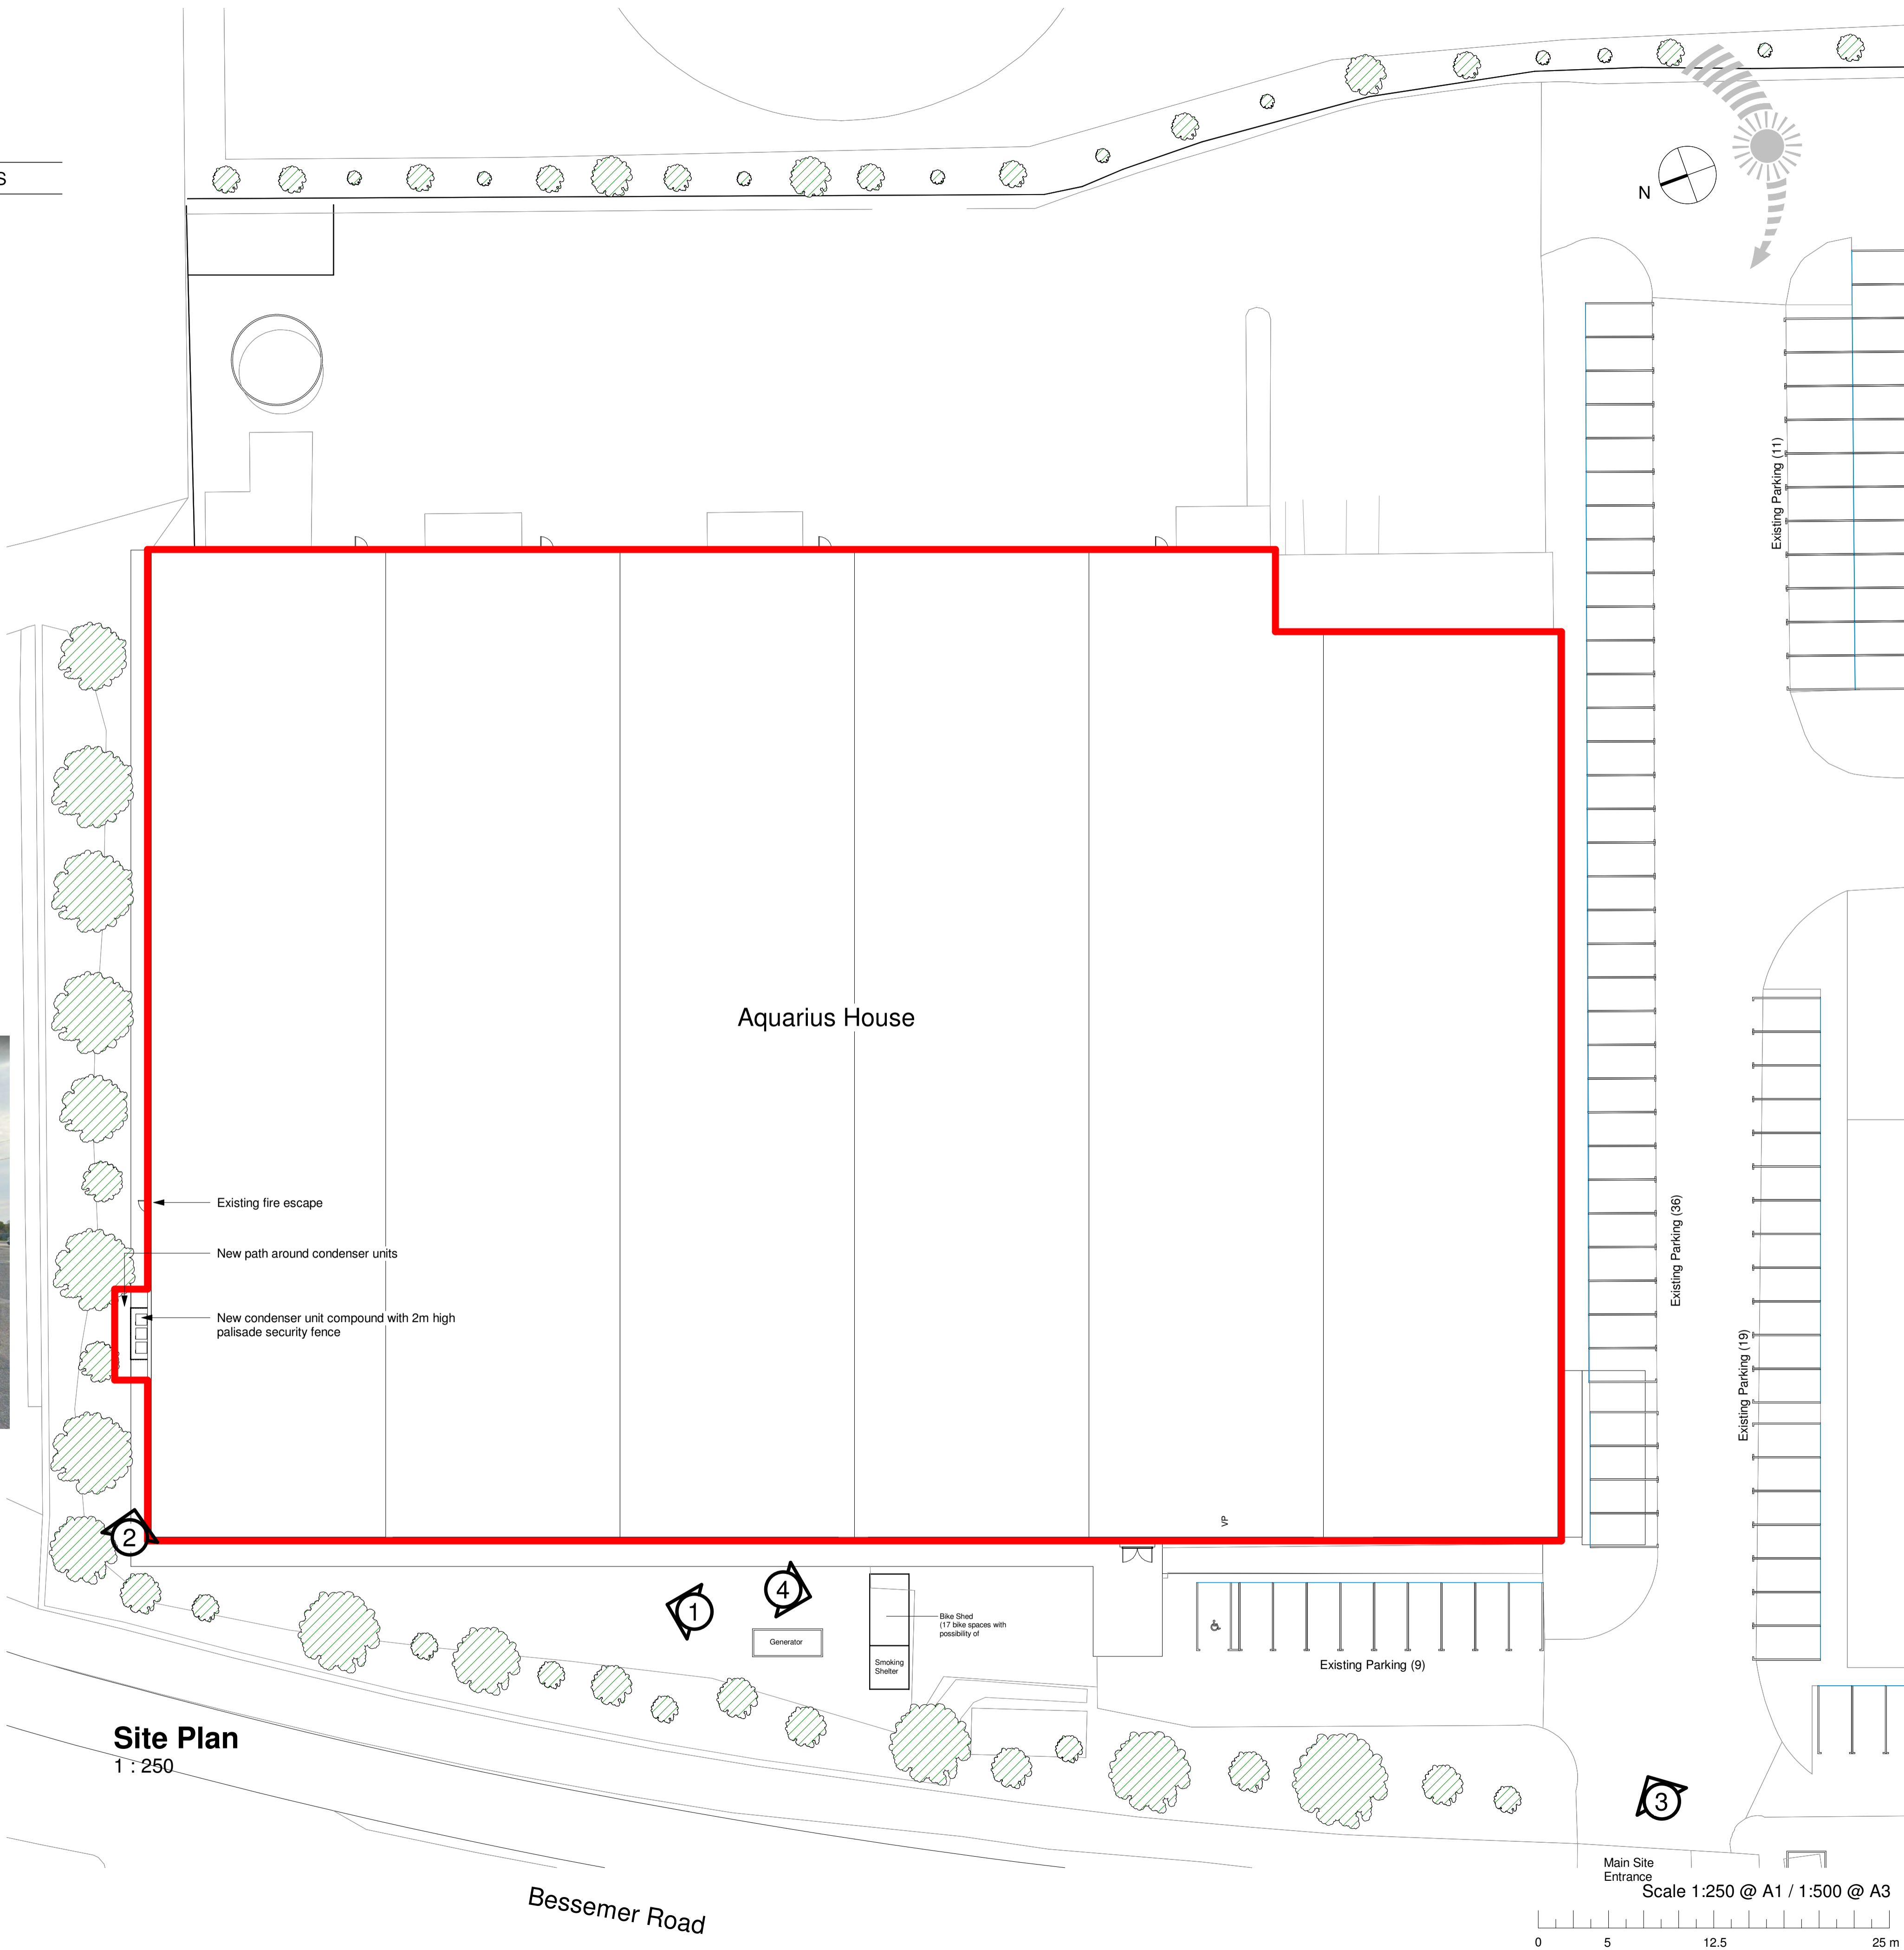 S
N
Existing Parking (11)
Aquarius House
Existing fire escape
New path around condenser units
New condenser unit compound with 2m high
palisade security fence
Existing Parking (36)
Existing Parking (19)
VP
2
1
4
Generator
Bike Shed
(17 bike spaces with
possibility of
Smoking
Shelter
Existing Parking (9)
Site Plan
1 : 250
3
Main Site
Entrance
Scale 1:250 @ A1 / 1:500 @ A3
0 5 12.5 25 m
Bessemer Road